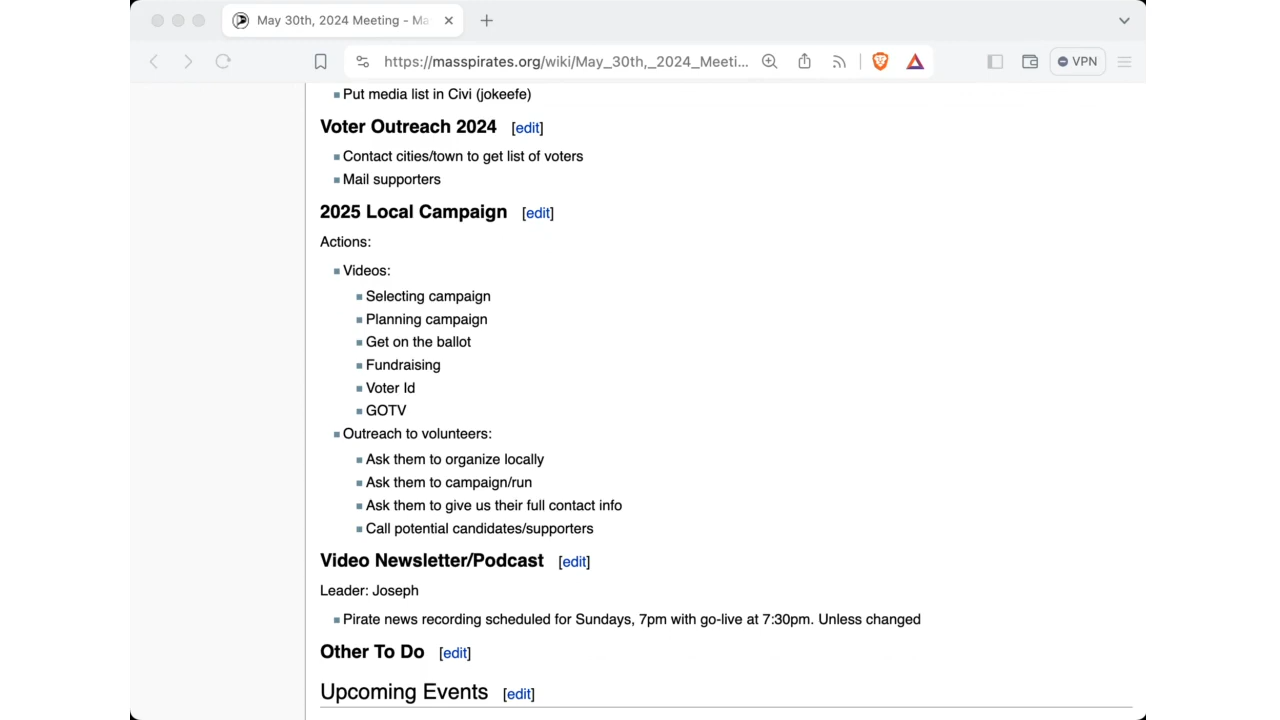 May 30th, 2024 Meeting - Ma
https://masspirates.org/wiki/May_30th,_2024_Meeti...
VPN
Put media list in Civi (jokeefe)
Voter Outreach 2024 [edit]
Contact cities/town to get list of voters
Mail supporters
2025 Local Campaign [edit]
Actions:
Videos:
Selecting campaign
Planning campaign
Get on the ballot
Fundraising
Voter Id
GOTV
Outreach to volunteers:
Ask them to organize locally
Ask them to campaign/run
Ask them to give us their full contact info
Call potential candidates/supporters
Video Newsletter/Podcast [edit]
Leader: Joseph
Pirate news recording scheduled for Sundays, 7pm with go-live at 7:30pm. Unless changed
Other To Do [edit]
Upcoming Events [edit]